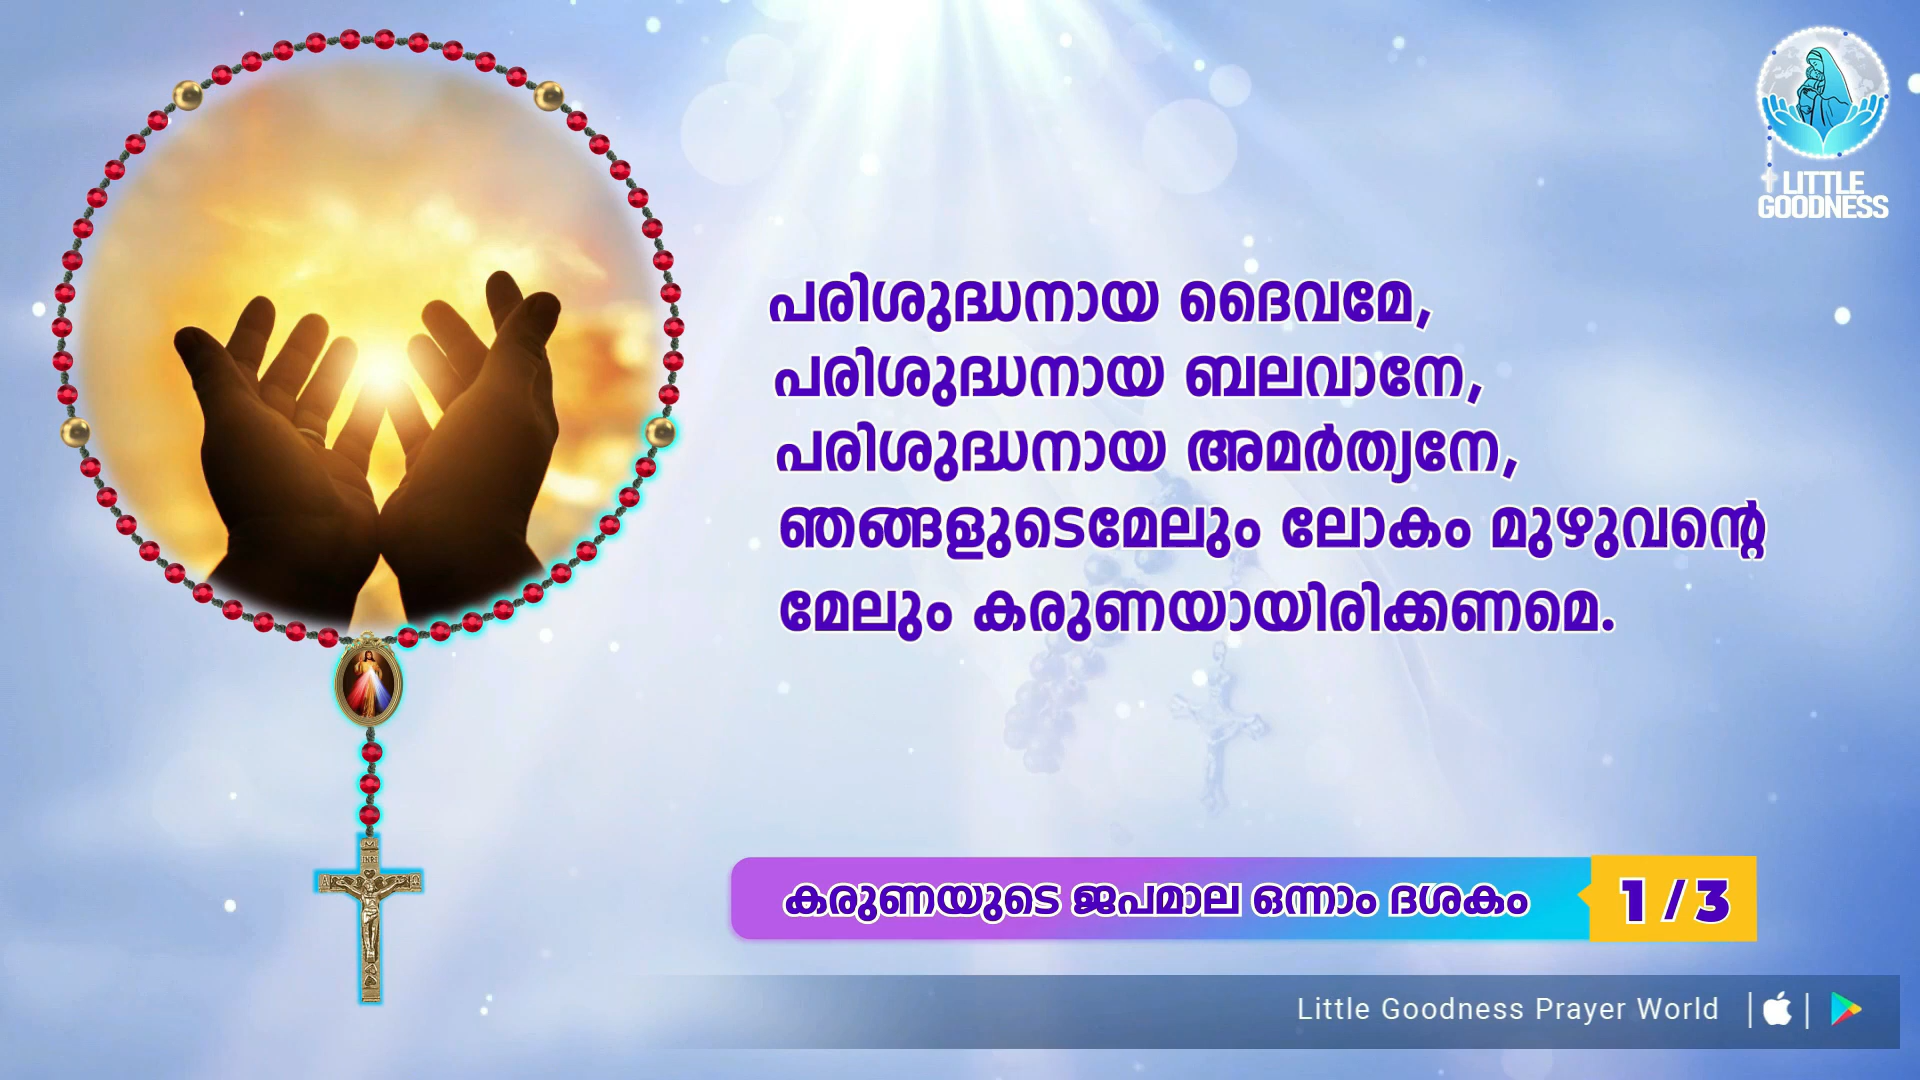 LITTLE
GOODNESS
പരിശുദ്ധനായ ദൈവമേ,
പരിശുദ്ധനായ ബലവാനേ,
പരിശുദ്ധനായ അമർത്യനേ,
ഞങ്ങളുടെമേലും ലോകം മുഴുവന്റെ
മേലും കരുണയായിരിക്കണമെ.
INRI
കരുണയുടെ ജപമാല ഒന്നാം ദശകം 1 / 3
Little Goodness Prayer World